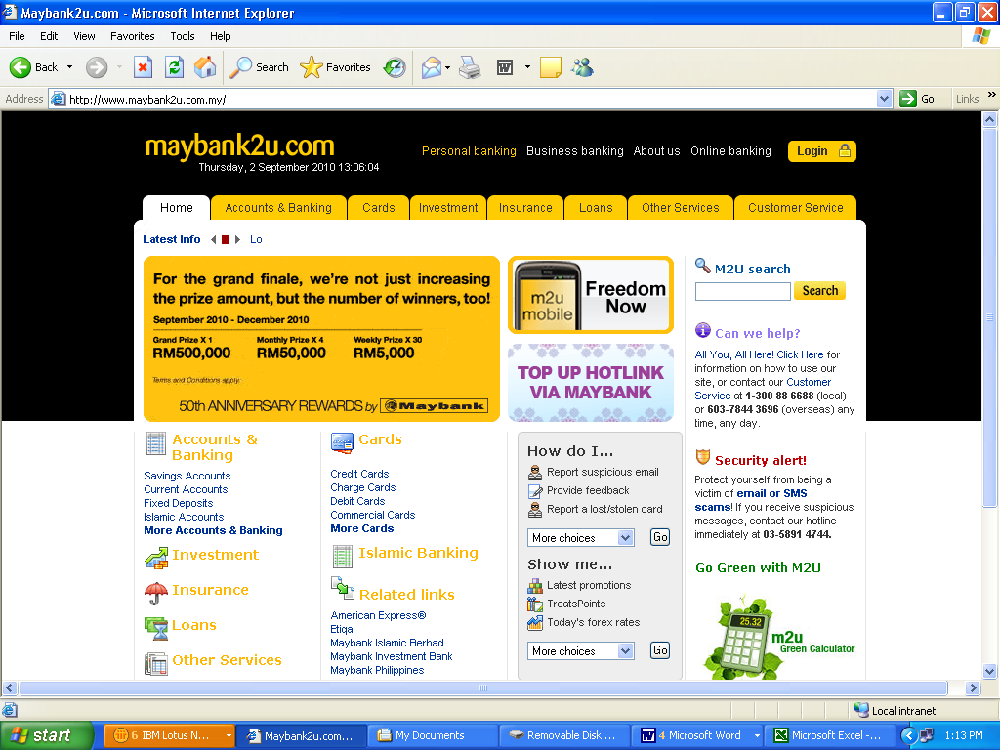 Maybank2u.com - Microsoft Internet Explorer
File Edit View Favorites Tools Help
Back Search Favorites
Address http://www.maybank2u.com.my/ Go Links »
maybank2u.com
Thursday, 2 September 2010 13:06:04
Personal banking Business banking About us Online banking Login
Home Accounts & Banking Cards Investment Insurance Loans Other Services Customer Service
Latest Info Lo
For the grand finale, we're not just increasing
the prize amount, but the number of winners, too!
September 2010 - December 2010
Grand Prize X 1 Monthly Prize X 4 Weekly Prize X 30
RM500,000 RM50,000 RM5,000
Terms and Conditions apply.
50th ANNIVERSARY REWARDS by Maybank
m2u
mobile
Freedom
Now
TOP UP HOTLINK
VIA MAYBANK
M2U search
Search
Can we help?
All You, All Here! Click Here for
information on how to use our
site, or contact our Customer
Service at 1-300 88 6688 (local)
or 603-7844 3696 (overseas) any
time, any day.
Security alert!
Protect yourself from being a
victim of email or SMS
scams! If you receive suspicious
messages, contact our hotline
immediately at 03-5891 4744.
Go Green with M2U
25.32
m2u
Green Calculator
Accounts &
Banking
Savings Accounts
Current Accounts
Fixed Deposits
Islamic Accounts
More Accounts & Banking
Investment
Insurance
Loans
Other Services
Cards
Credit Cards
Charge Cards
Debit Cards
Commercial Cards
More Cards
Islamic Banking
Related links
American Express®
Etiqa
Maybank Islamic Berhad
Maybank Investment Bank
Maybank Philippines
How do I...
Report suspicious email
Provide feedback
Report a lost/stolen card
More choices Go
Show me...
Latest promotions
TreatsPoints
Today's forex rates
More choices Go
Local intranet
start 6 IBM Lotus N... Maybank2u.com... My Documents Removable Disk ... 4 Microsoft Word Microsoft Excel -... 1:13 PM